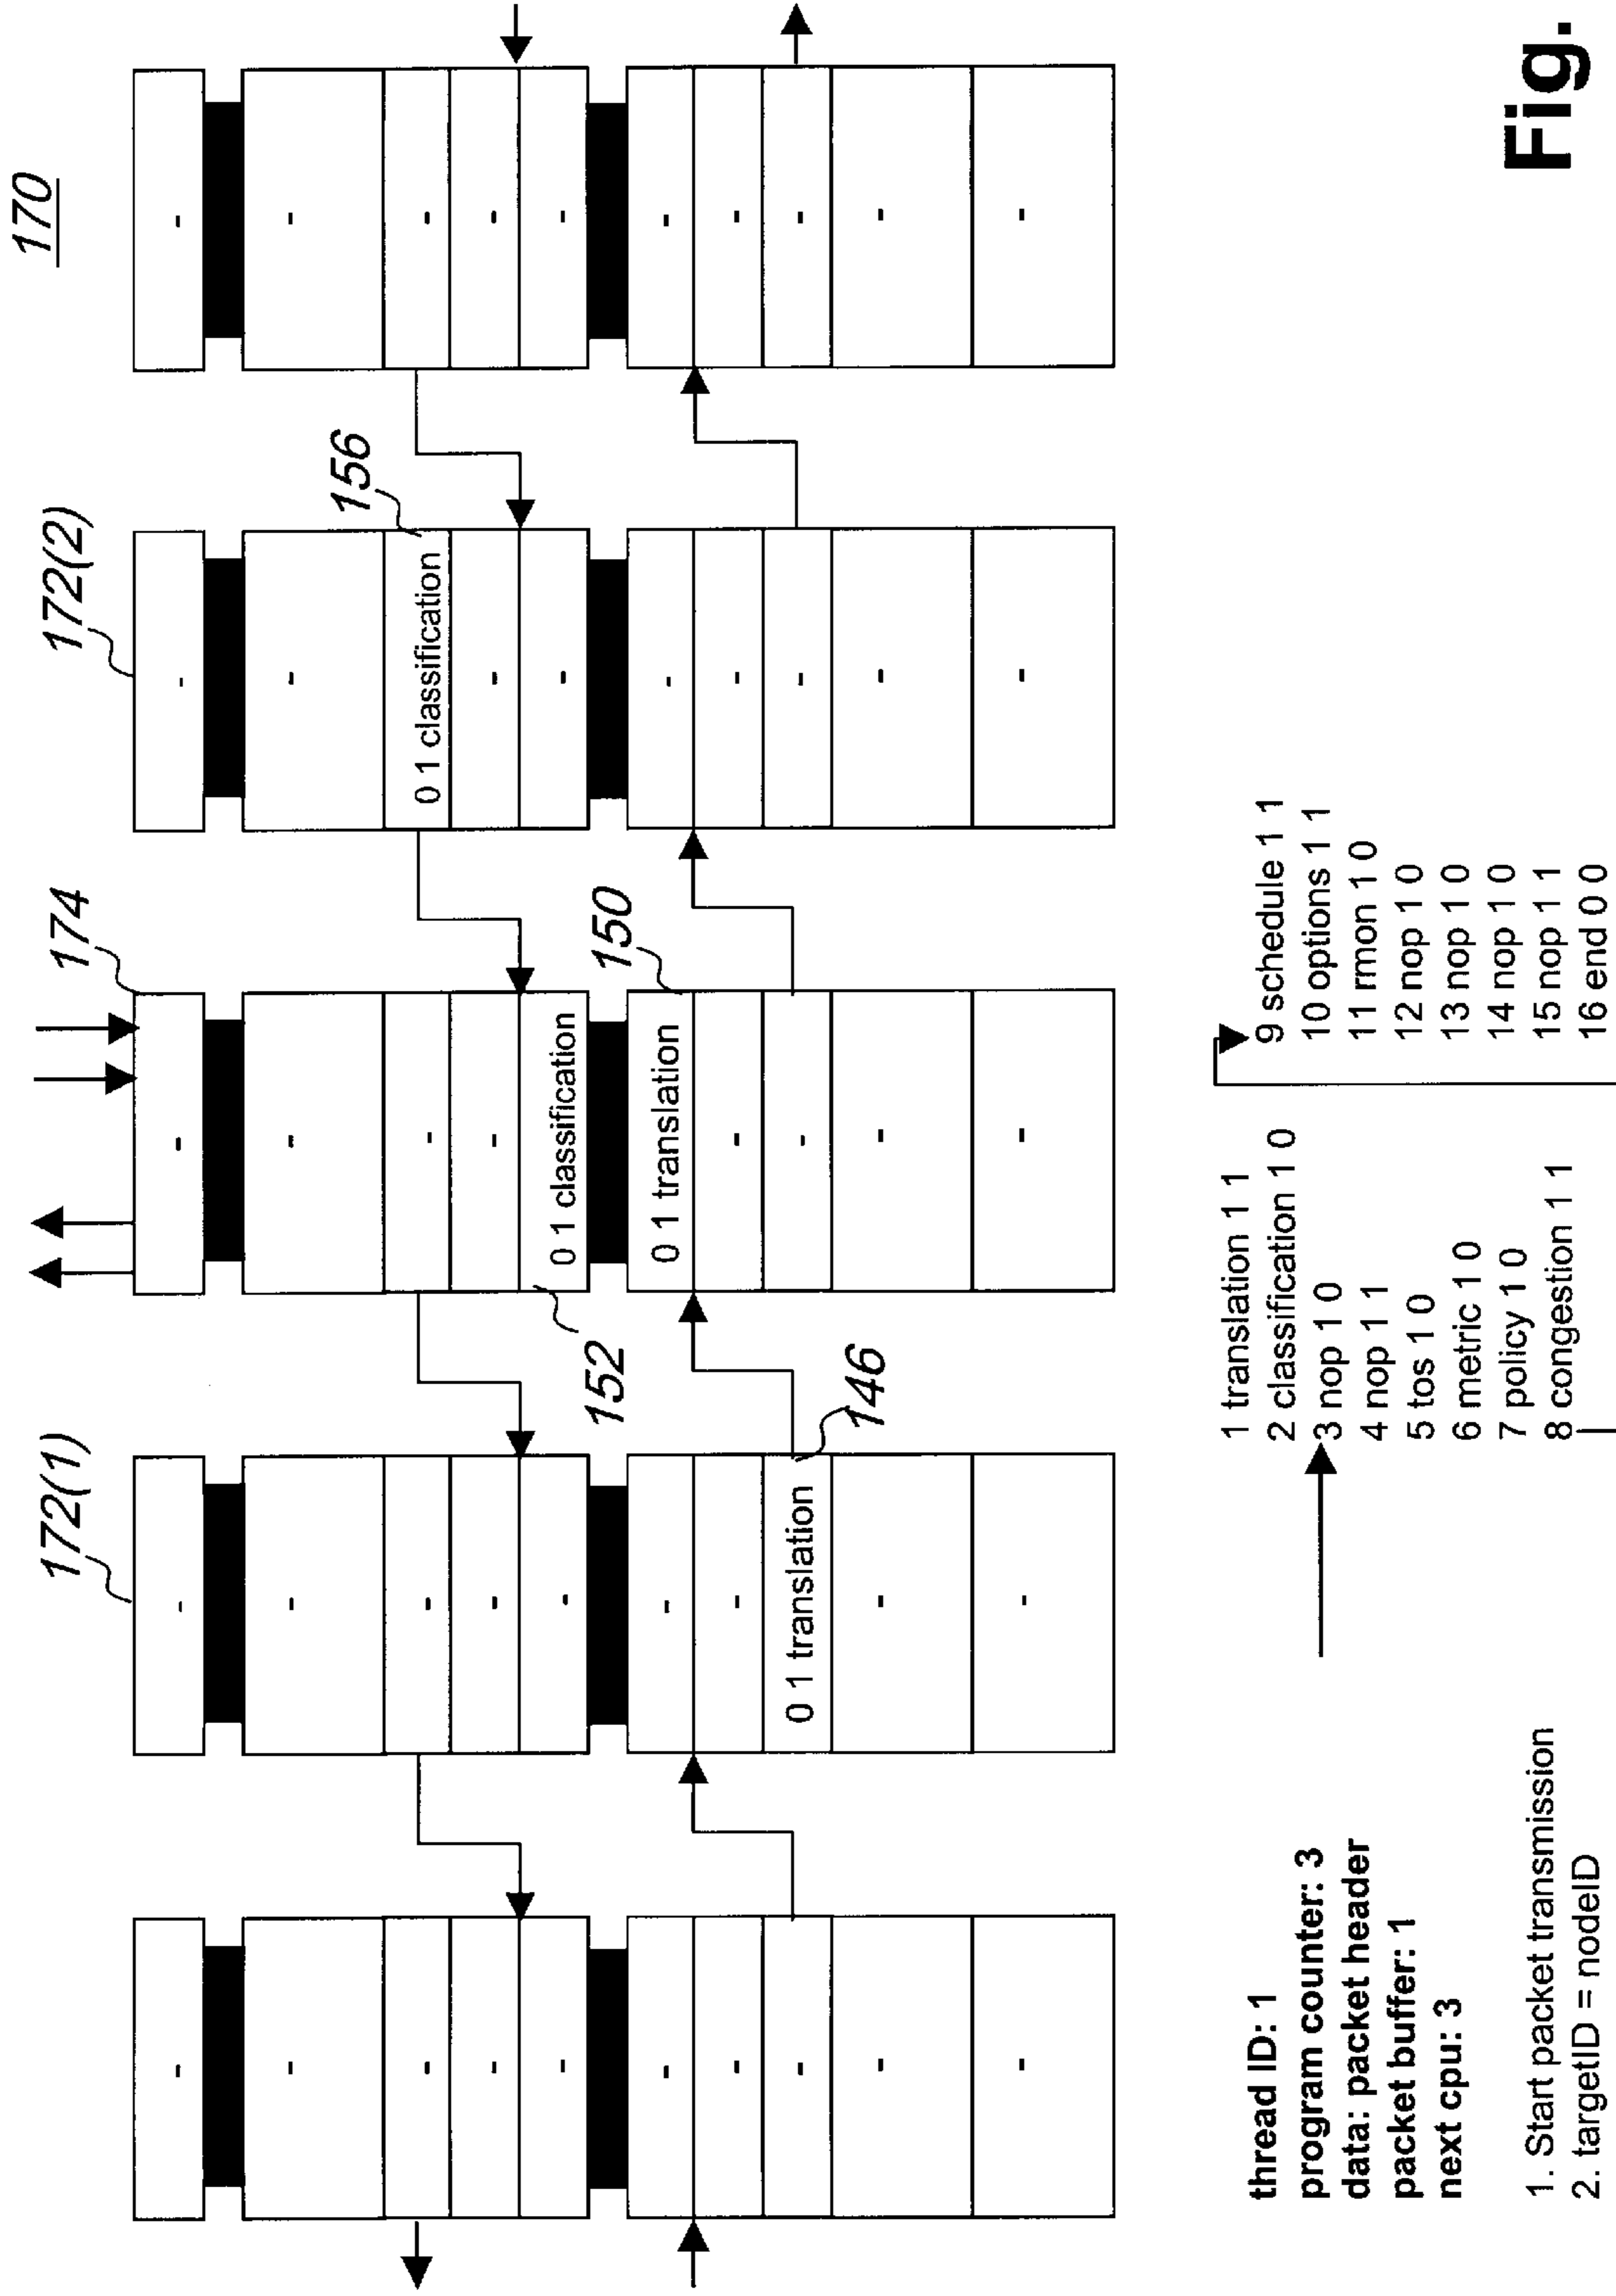 170
172(1)
174
172(2)
- - - - -
- - - - -
156
- - - 0 1 classification -
- - - - -
- - 0 1 classification - -
152
150
- - 0 1 translation - -
- - - - -
- 0 1 translation - - -
146
- - - - -
- - - - -
thread ID: 1
program counter: 3
data: packet header
packet buffer: 1
next cpu: 3
1. Start packet transmission
2. targetID = nodeID
1 translation 1 1
2 classification 1 0
3 nop 1 0
4 nop 1 1
5 tos 1 0
6 metric 1 0
7 policy 1 0
8 congestion 1 1
9 schedule 1 1
10 options 1 1
11 rmon 1 0
12 nop 1 0
13 nop 1 0
14 nop 1 0
15 nop 1 1
16 end 0 0
Fig.